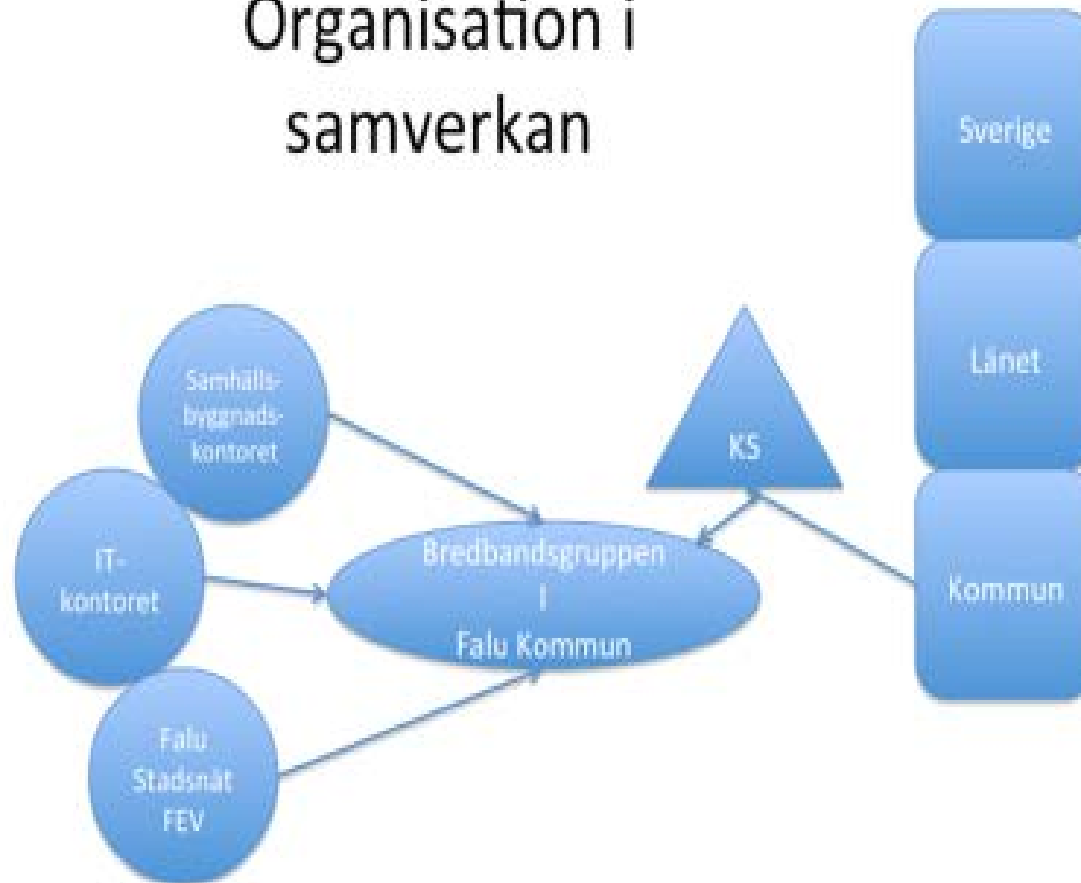 Organisation i
samverkan
Sverige
Länet
Kommun
KS
Samhälls-
byggnads-
kontoret
IT-
kontoret
Falu
Stadsnät
FEV
Bredbandsgruppen
I
Falu Kommun